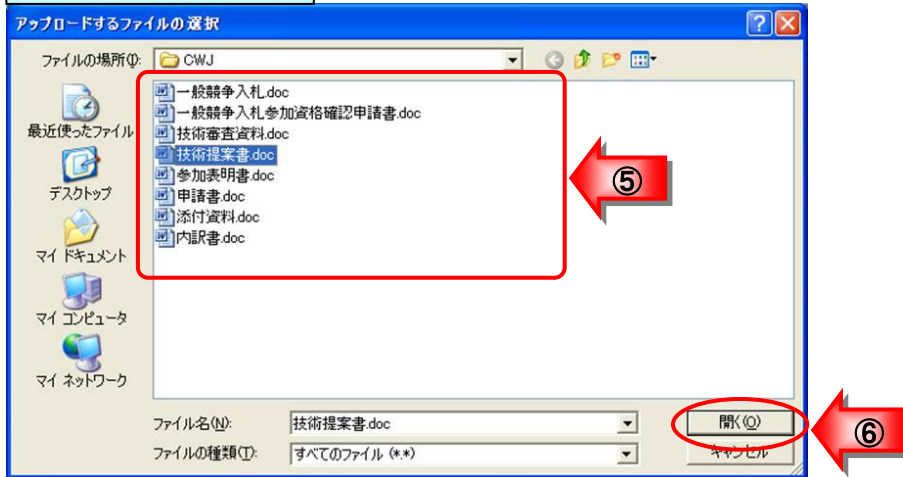 アップロードするファイルの選択
ファイルの場所(I):
CWJ
最近使ったファイル
デスクトップ
マイ ドキュメント
マイ コンピュータ
マイ ネットワーク
一般競争入札.doc
一般競争入札参加資格確認申請書.doc
技術審査資料.doc
技術提案書.doc
参加表明書.doc
申請書.doc
添付資料.doc
内訳書.doc
⑤
ファイル名(N):
技術提案書.doc
開く(O)
⑥
ファイルの種類(T):
すべてのファイル (*.*)
キャンセル